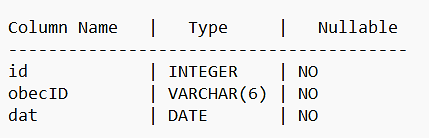 Column Name   |   Type     |   Nullable
----------------------------------------
id            | INTEGER    | NO
obecID        | VARCHAR(6) | NO
dat           | DATE       | NO